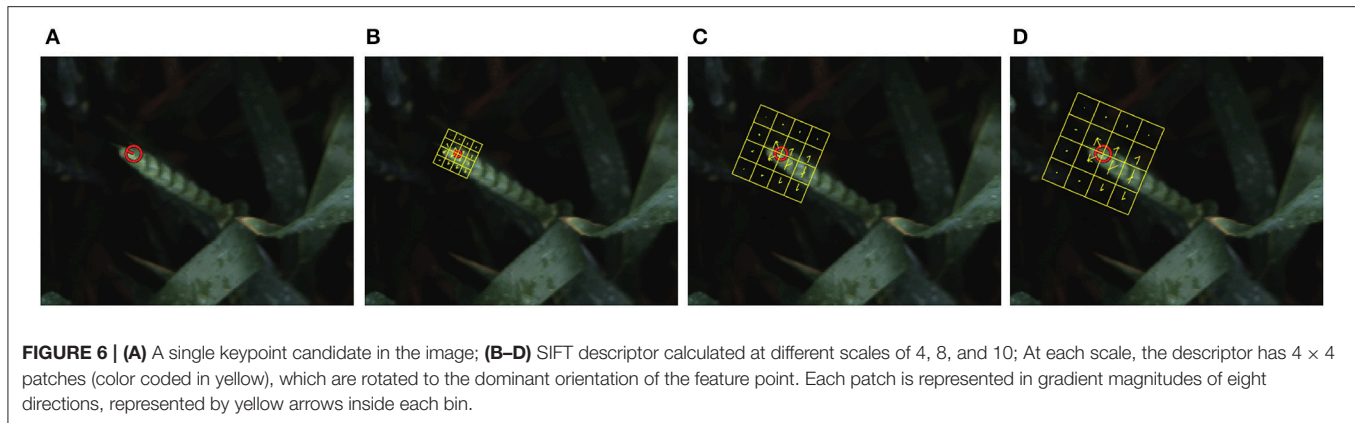 A B C D
FIGURE 6 | (A) A single keypoint candidate in the image; (B–D) SIFT descriptor calculated at different scales of 4, 8, and 10; At each scale, the descriptor has 4 × 4
patches (color coded in yellow), which are rotated to the dominant orientation of the feature point. Each patch is represented in gradient magnitudes of eight
directions, represented by yellow arrows inside each bin.